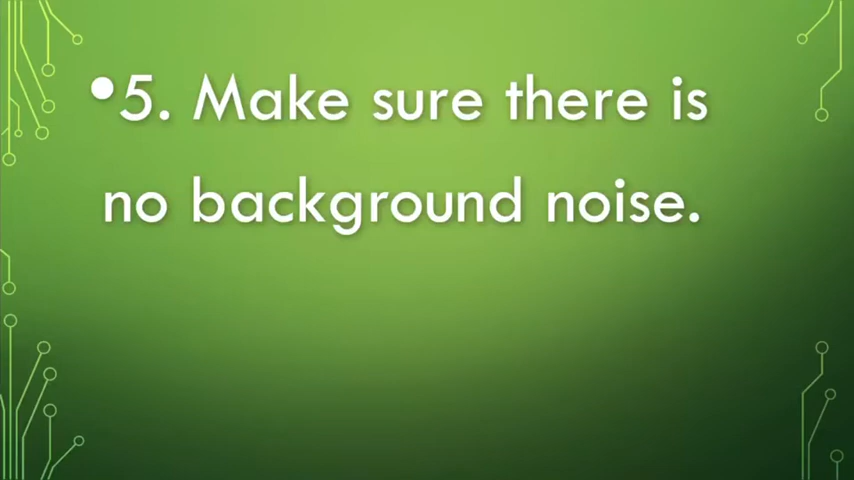 •5. Make sure there is
no background noise.